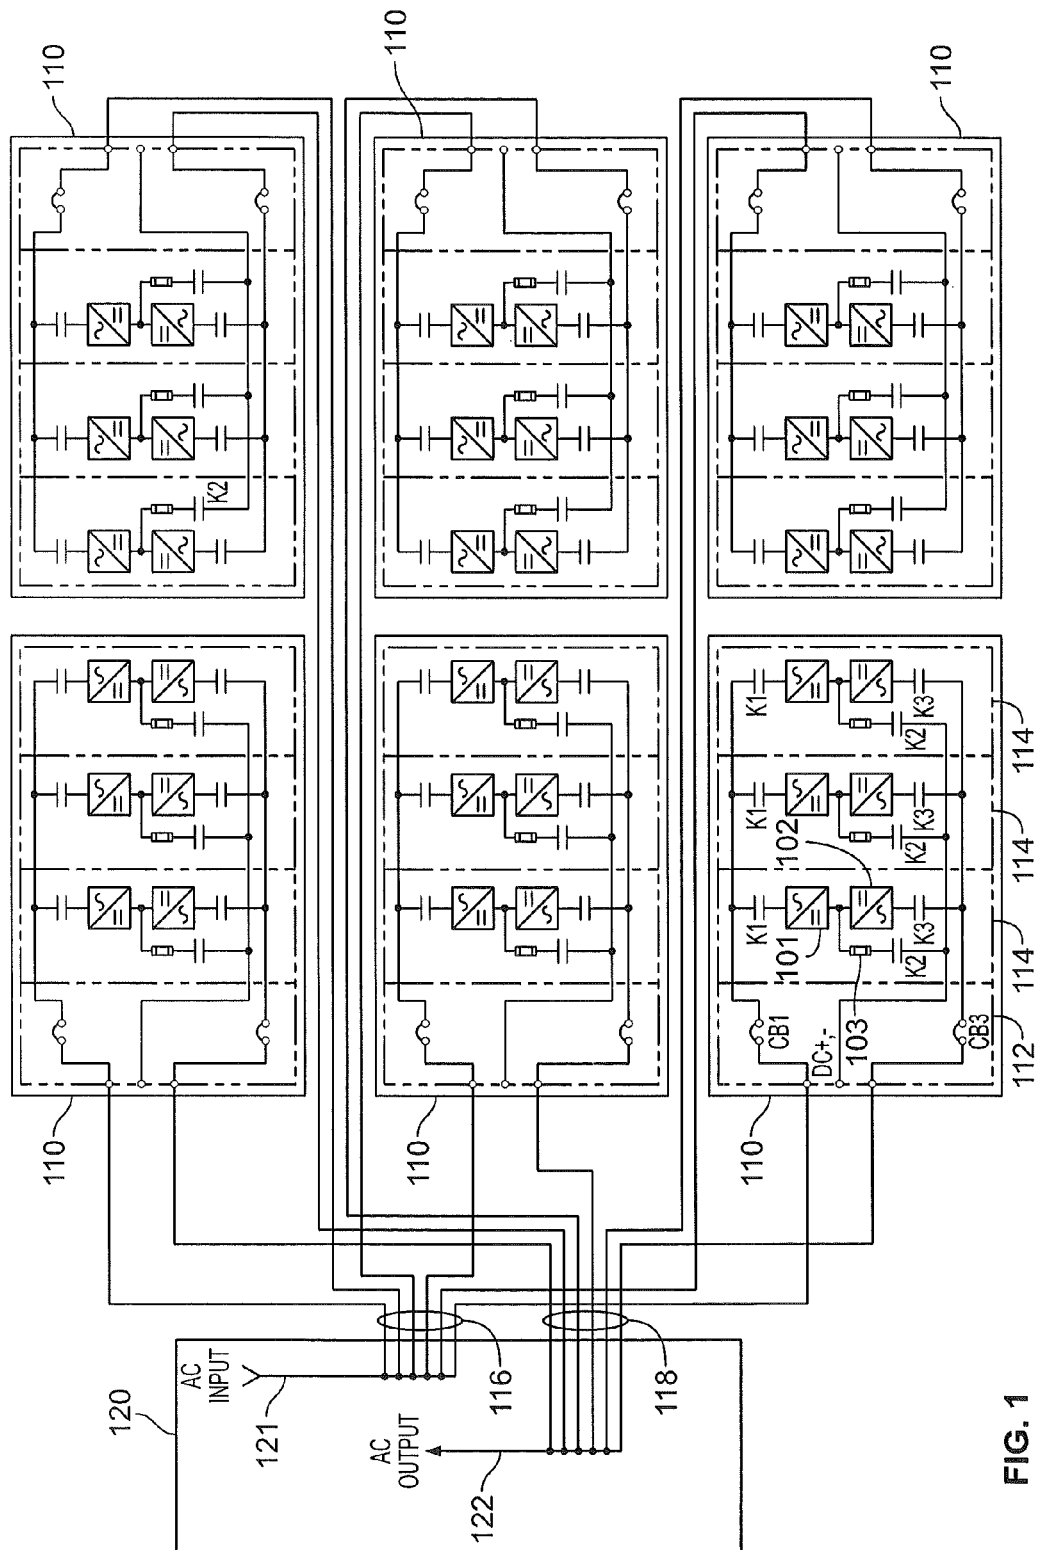 110
110
110
K2
110
110
110
K1
K1
K1
K2
K2
K2
K3
K3
K3
101
102
103
CB1
DC+,-
CB3
112
114
114
114
120
AC
INPUT
121
116
AC
OUTPUT
122
118
FIG. 1